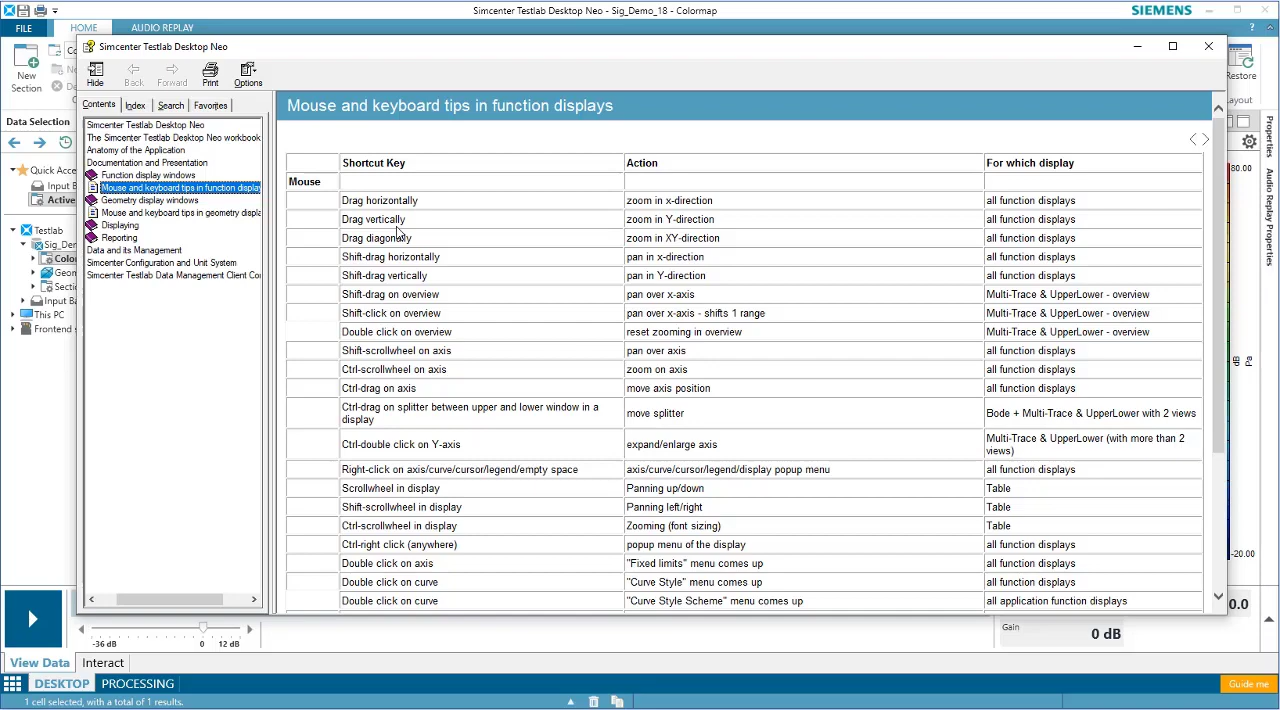 Simcenter Testlab Desktop Neo - Sig_Demo_18 - Colormap
SIEMENS
FILE
HOME
AUDIO REPLAY
Simcenter Testlab Desktop Neo
New
Section
Hide
Back
Forward
Print
Options
Restore
Layout
Data Selection
Contents
Index
Search
Favorites
Simcenter Testlab Desktop Neo
The Simcenter Testlab Desktop Neo workbook
Anatomy of the Application
Documentation and Presentation
Function display windows
Mouse and keyboard tips in function display
Geometry display windows
Mouse and keyboard tips in geometry displa
Displaying
Reporting
Data and its Management
Simcenter Configuration and Unit System
Simcenter Testlab Data Management Client Co
Quick Acce
Input B
Active
Testlab
Sig_De
Color
Geon
Sectio
Input Ba
This PC
Frontend s
Mouse and keyboard tips in function displays
Shortcut Key Action For which display
Mouse
Drag horizontally zoom in x-direction all function displays
Drag vertically zoom in Y-direction all function displays
Drag diagonally zoom in XY-direction all function displays
Shift-drag horizontally pan in x-direction all function displays
Shift-drag vertically pan in Y-direction all function displays
Shift-drag on overview pan over x-axis Multi-Trace & UpperLower - overview
Shift-click on overview pan over x-axis - shifts 1 range Multi-Trace & UpperLower - overview
Double click on overview reset zooming in overview Multi-Trace & UpperLower - overview
Shift-scrollwheel on axis pan over axis all function displays
Ctrl-scrollwheel on axis zoom on axis all function displays
Ctrl-drag on axis move axis position all function displays
Ctrl-drag on splitter between upper and lower window in a
display move splitter Bode + Multi-Trace & UpperLower with 2 views
Ctrl-double click on Y-axis expand/enlarge axis Multi-Trace & UpperLower (with more than 2
views)
Right-click on axis/curve/cursor/legend/empty space axis/curve/cursor/legend/display popup menu all function displays
Scrollwheel in display Panning up/down Table
Shift-scrollwheel in display Panning left/right Table
Ctrl-scrollwheel in display Zooming (font sizing) Table
Ctrl-right click (anywhere) popup menu of the display all function displays
Double click on axis "Fixed limits" menu comes up all function displays
Double click on curve "Curve Style" menu comes up all function displays
Double click on curve "Curve Style Scheme" menu comes up all application function displays
80.00
dB
Pa
-20.00
Properties
Audio Replay Properties
-36 dB 0 12 dB
Gain
0 dB
0.0
View Data
Interact
DESKTOP
PROCESSING
Guide me
1 cell selected, with a total of 1 results.